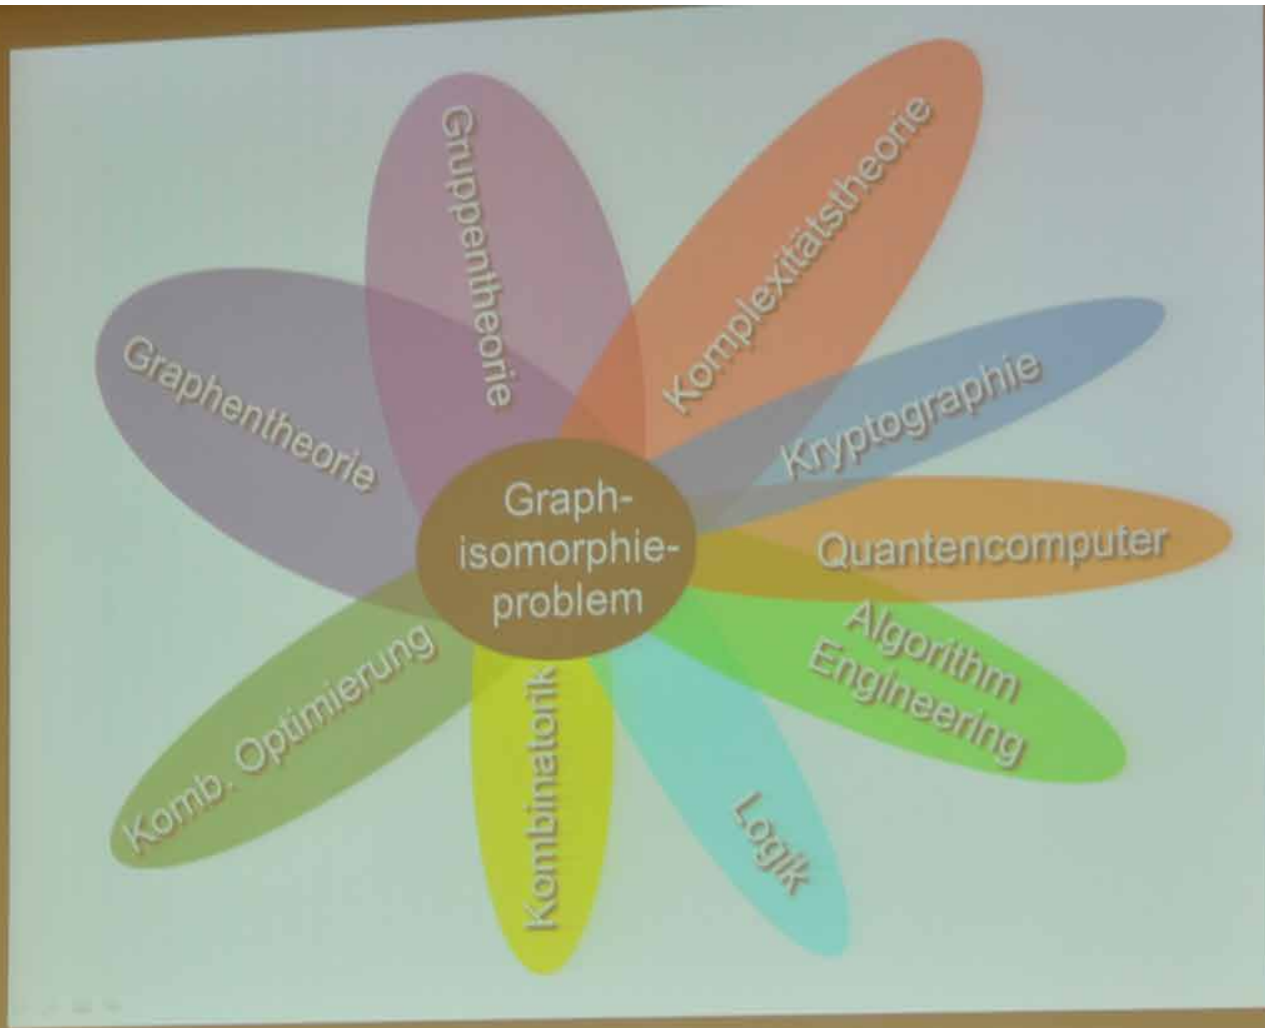 Gruppentheorie
Komplexitätstheorie
Graphentheorie
Kryptographie
Graph-
isomorphie-
problem
Quantencomputer
Algorithm
Engineering
Komb. Optimierung
Kombinatorik
Logik